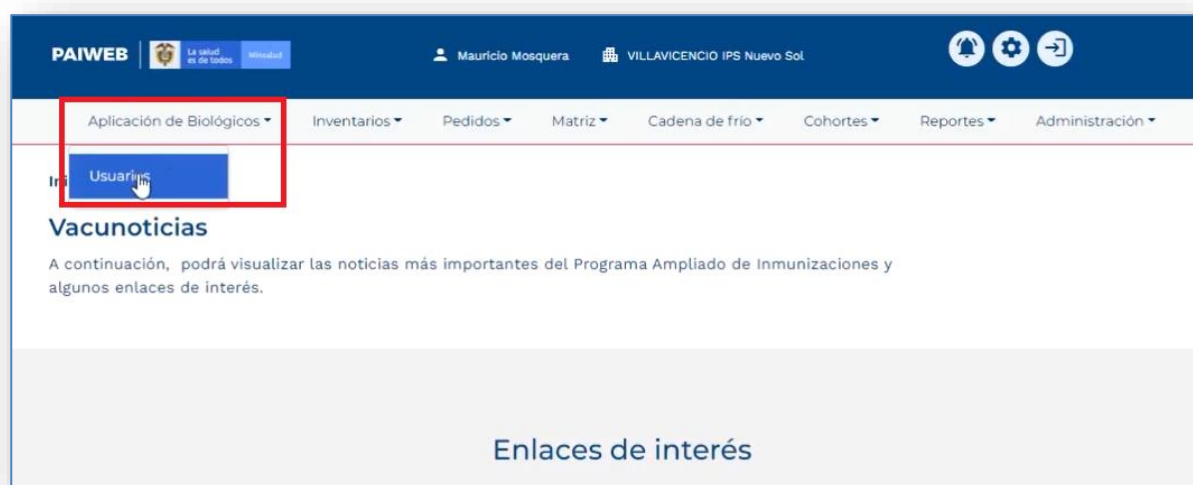 PAIWEB
La salud
es de todos
Minsalud
Mauricio Mosquera
VILLAVICENCIO IPS Nuevo Sol
Aplicación de Biológicos
Inventarios
Pedidos
Matriz
Cadena de frío
Cohortes
Reportes
Administración
Usuarios
Vacunoticias
A continuación, podrá visualizar las noticias más importantes del Programa Ampliado de Inmunizaciones y
algunos enlaces de interés.
Enlaces de interés